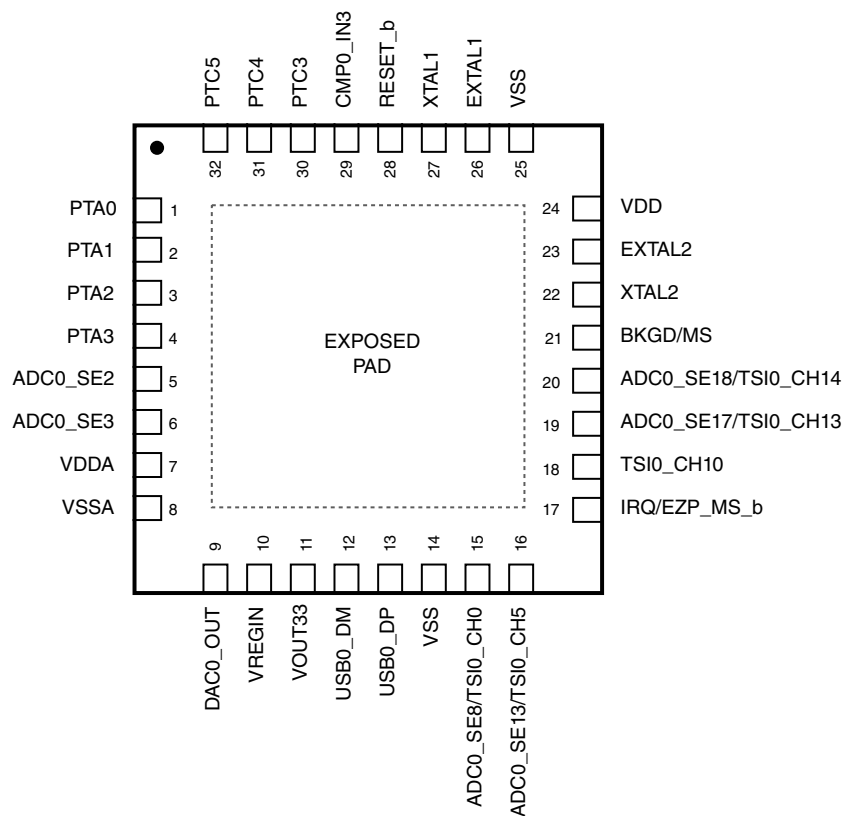 PTC5
PTC4
PTC3
CMP0_IN3
RESET_b
XTAL1
EXTAL1
VSS
32
31
30
29
28
27
26
25
PTA0 1
PTA1 2
PTA2 3
PTA3 4
ADC0_SE2 5
ADC0_SE3 6
VDDA 7
VSSA 8
EXPOSED
PAD
24 VDD
23 EXTAL2
22 XTAL2
21 BKGD/MS
20 ADC0_SE18/TSI0_CH14
19 ADC0_SE17/TSI0_CH13
18 TSI0_CH10
17 IRQ/EZP_MS_b
9
10
11
12
13
14
15
16
DAC0_OUT
VREGIN
VOUT33
USB0_DM
USB0_DP
VSS
ADC0_SE8/TSI0_CH0
ADC0_SE13/TSI0_CH5